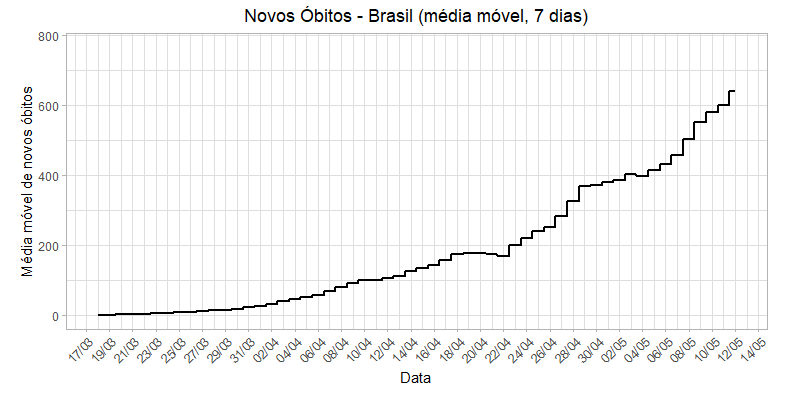 Novos Óbitos - Brasil (média móvel, 7 dias)
Média móvel de novos óbitos
800
600
400
200
0
17/03 19/03 21/03 23/03 25/03 27/03 29/03 31/03 02/04 04/04 06/04 08/04 10/04 12/04 14/04 16/04 18/04 20/04 22/04 24/04 26/04 28/04 30/04 02/05 04/05 06/05 08/05 10/05 12/05 14/05
Data